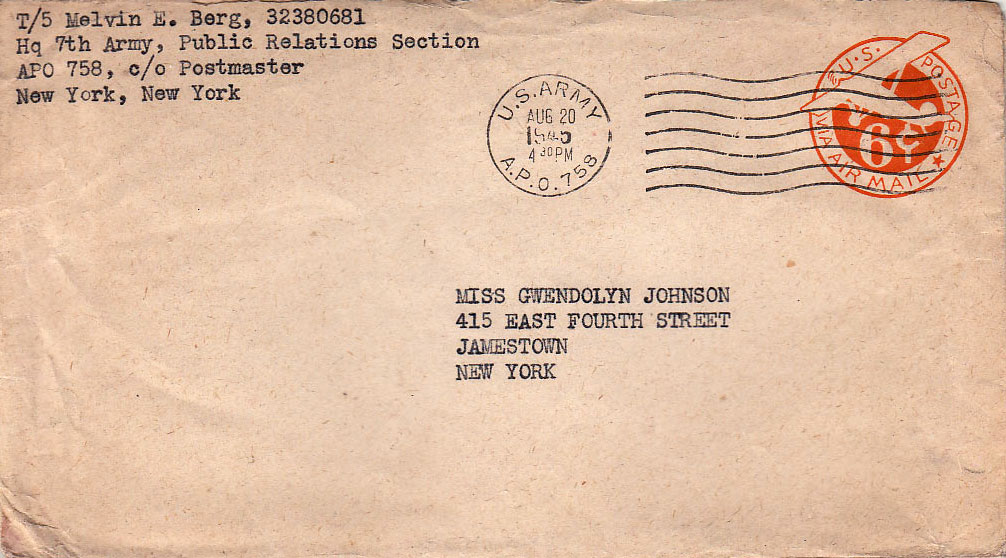 T/5 Melvin E. Berg, 32380681
Hq 7th Army, Public Relations Section
APO 758, c/o Postmaster
New York, New York
U.S. ARMY
AUG 20
1945
4 30 PM
A.P.O. 758
U.S. POSTAGE
6¢
VIA AIR MAIL
MISS GWENDOLYN JOHNSON
415 EAST FOURTH STREET
JAMESTOWN
NEW YORK